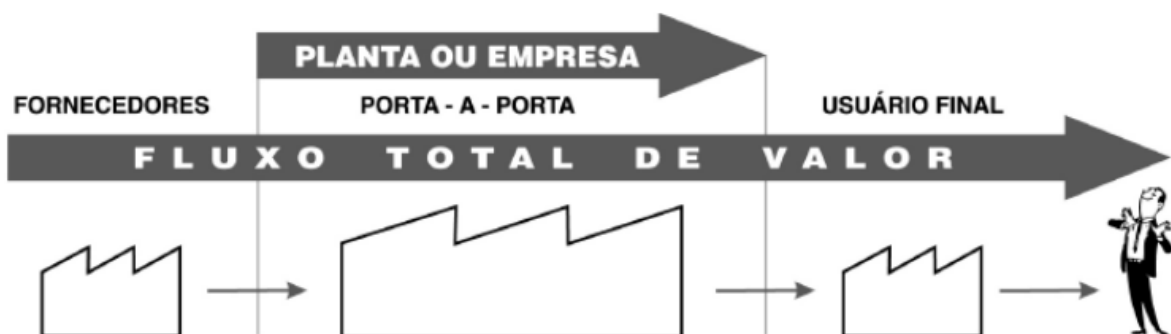 PLANTA OU EMPRESA
FORNECEDORES
PORTA - A - PORTA
USUÁRIO FINAL
FLUXO TOTAL DE VALOR